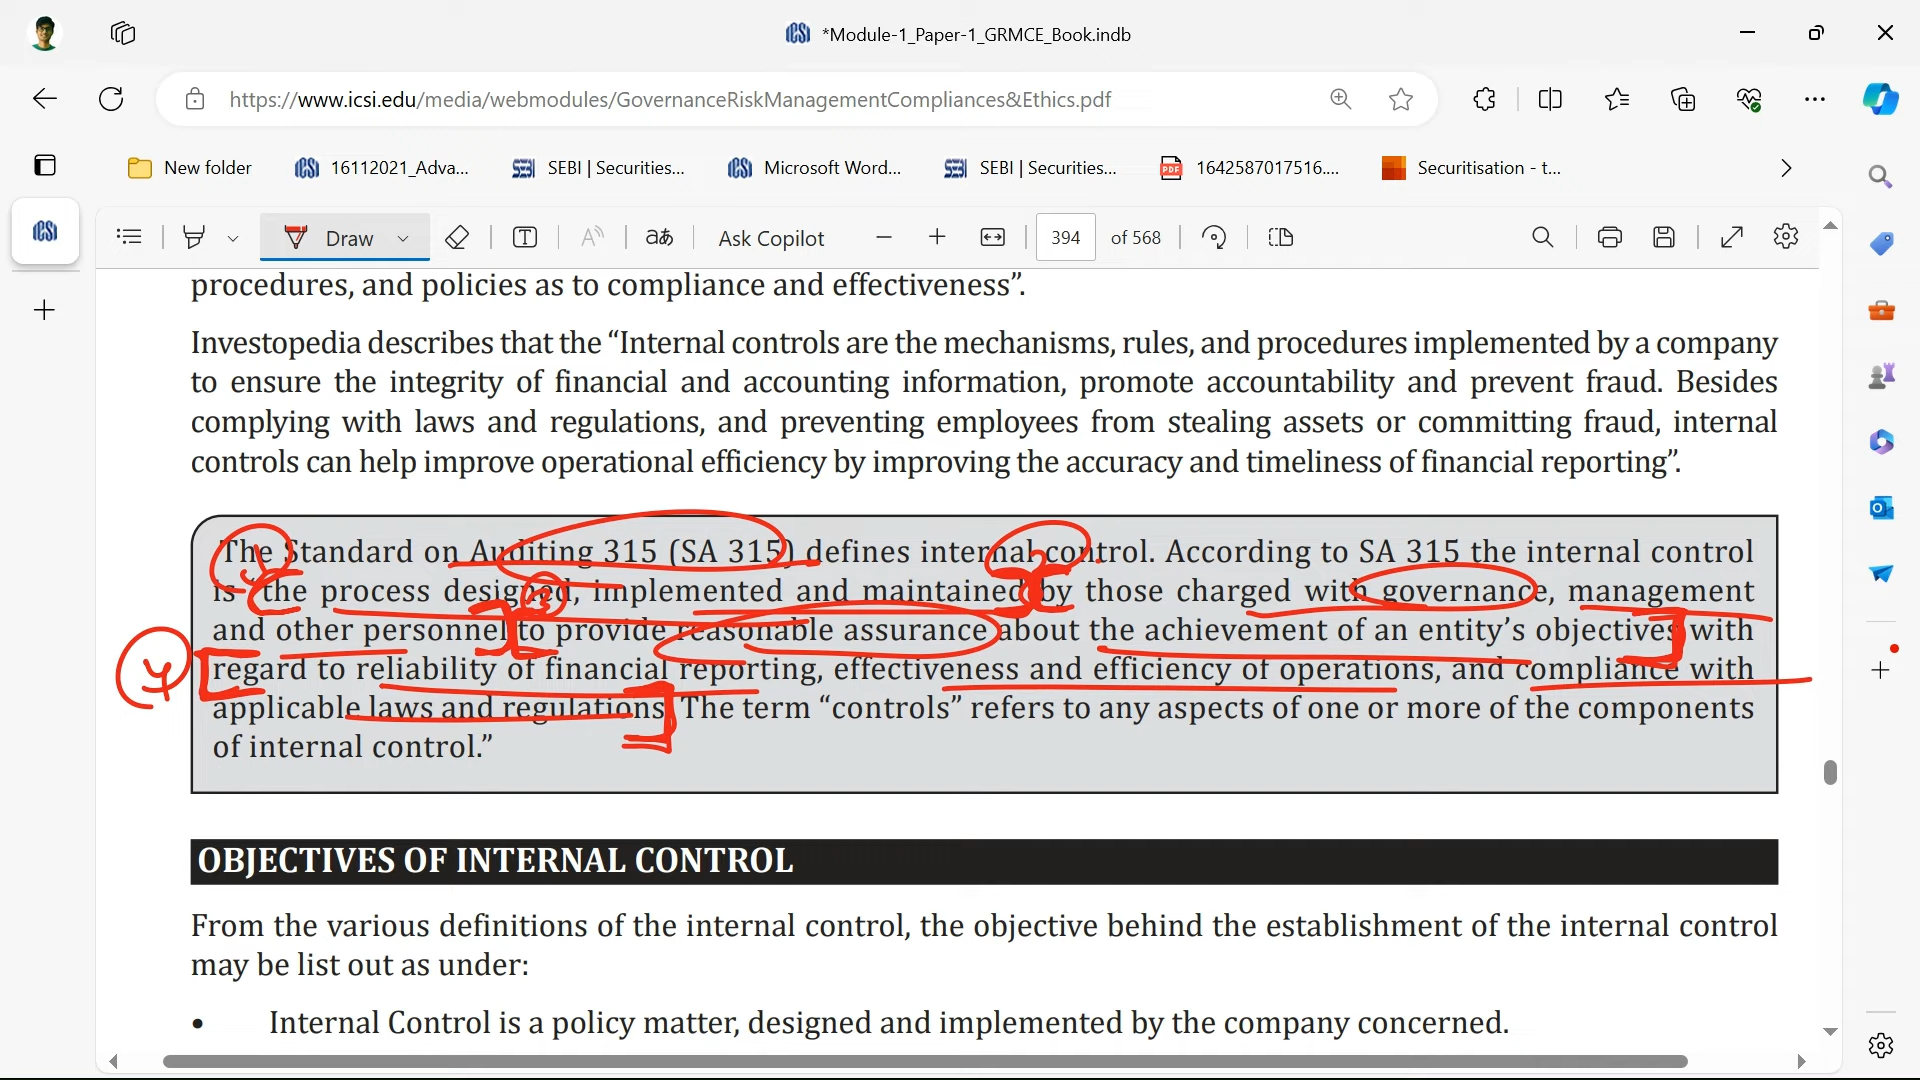 *Module-1_Paper-1_GRMCE_Book.indb
https://www.icsi.edu/media/webmodules/GovernanceRiskManagementCompliances&Ethics.pdf
New folder
16112021_Adva...
SEBI | Securities...
Microsoft Word...
SEBI | Securities...
1642587017516....
Securitisation - t...
Draw
Ask Copilot
394 of 568
procedures, and policies as to compliance and effectiveness”.
Investopedia describes that the “Internal controls are the mechanisms, rules, and procedures implemented by a company
to ensure the integrity of financial and accounting information, promote accountability and prevent fraud. Besides
complying with laws and regulations, and preventing employees from stealing assets or committing fraud, internal
controls can help improve operational efficiency by improving the accuracy and timeliness of financial reporting”.
The Standard on Auditing 315 (SA 315) defines internal control. According to SA 315 the internal control
is “the process designed, implemented and maintained by those charged with governance, management
and other personnel to provide reasonable assurance about the achievement of an entity’s objectives with
regard to reliability of financial reporting, effectiveness and efficiency of operations, and compliance with
applicable laws and regulations. The term “controls” refers to any aspects of one or more of the components
of internal control.”
1
2
3
4
OBJECTIVES OF INTERNAL CONTROL
From the various definitions of the internal control, the objective behind the establishment of the internal control
may be list out as under:
• Internal Control is a policy matter, designed and implemented by the company concerned.